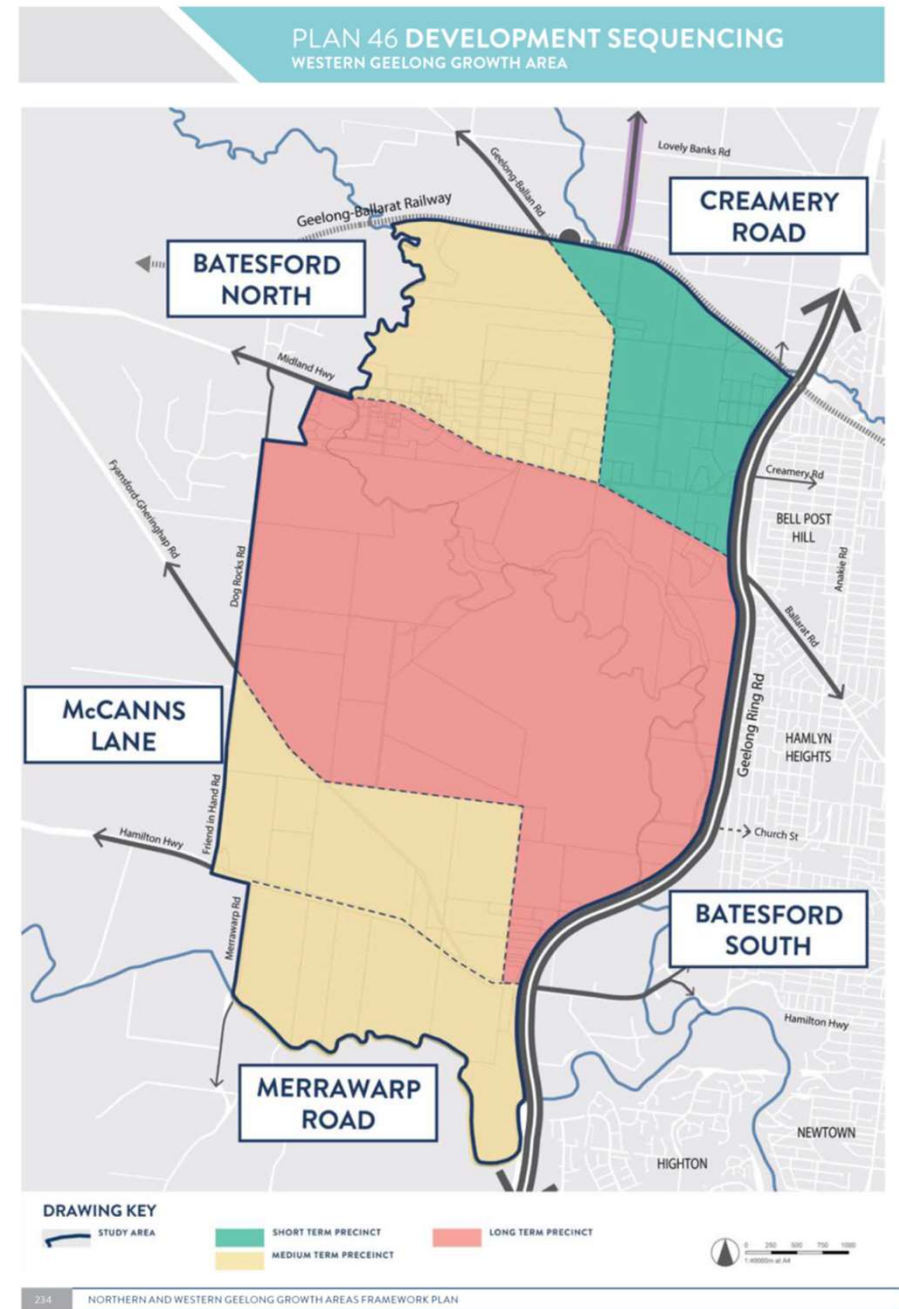 PLAN 46 DEVELOPMENT SEQUENCING
WESTERN GEELONG GROWTH AREA
Lovely Banks Rd
Geelong-Ballan Rd
CREAMERY
ROAD
Geelong-Ballarat Railway
BATESFORD
NORTH
Midland Hwy
Fyansford-Gheringhap Rd
Creamery Rd
BELL POST
HILL
Anakie Rd
Dog Rocks Rd
Ballarat Rd
McCANNS
LANE
Geelong Ring Rd
HAMLYN
HEIGHTS
Friend in Hand Rd
Hamilton Hwy
Church St
Merrawarp Rd
BATESFORD
SOUTH
Hamilton Hwy
MERRAWARP
ROAD
NEWTOWN
HIGHTON
DRAWING KEY
STUDY AREA
SHORT TERM PRECINCT
LONG TERM PRECINCT
MEDIUM TERM PRECEINCT
0 250 500 750 1000
1:40000m at A4
234 NORTHERN AND WESTERN GEELONG GROWTH AREAS FRAMEWORK PLAN